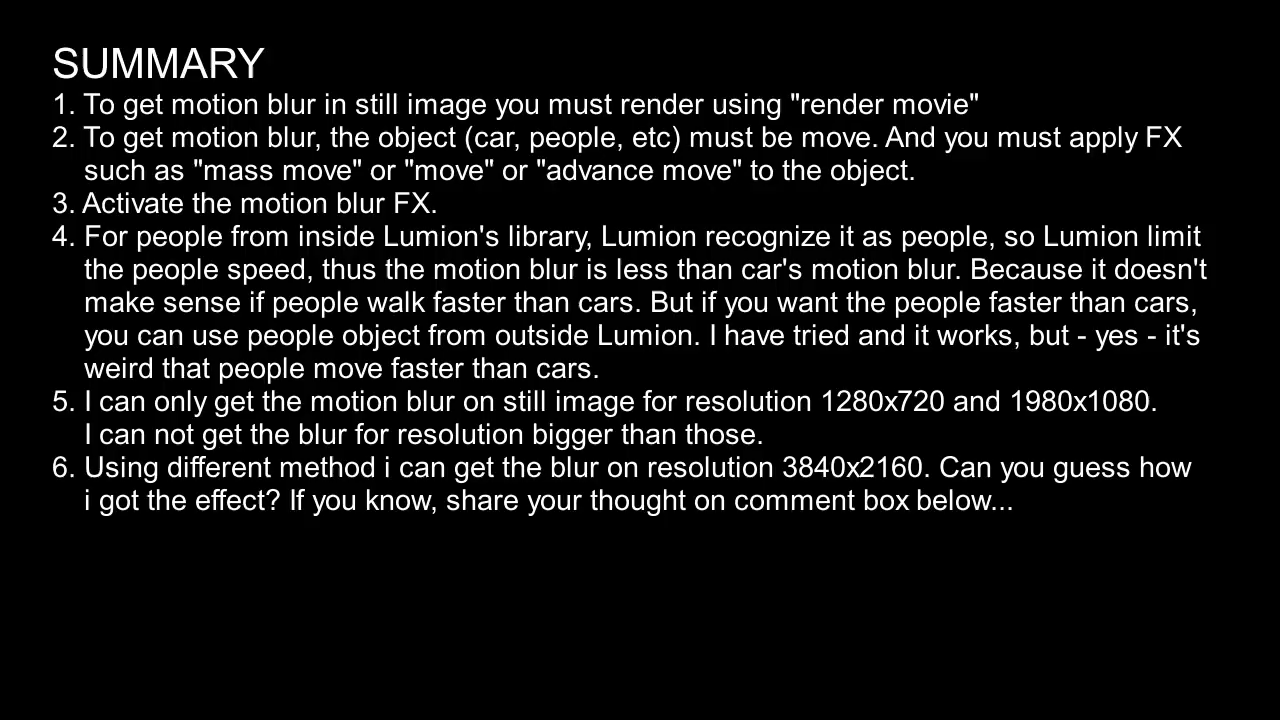 SUMMARY
1. To get motion blur in still image you must render using "render movie"
2. To get motion blur, the object (car, people, etc) must be move. And you must apply FX
such as "mass move" or "move" or "advance move" to the object.
3. Activate the motion blur FX.
4. For people from inside Lumion's library, Lumion recognize it as people, so Lumion limit
the people speed, thus the motion blur is less than car's motion blur. Because it doesn't
make sense if people walk faster than cars. But if you want the people faster than cars,
you can use people object from outside Lumion. I have tried and it works, but - yes - it's
weird that people move faster than cars.
5. I can only get the motion blur on still image for resolution 1280x720 and 1980x1080.
I can not get the blur for resolution bigger than those.
6. Using different method i can get the blur on resolution 3840x2160. Can you guess how
i got the effect? If you know, share your thought on comment box below...